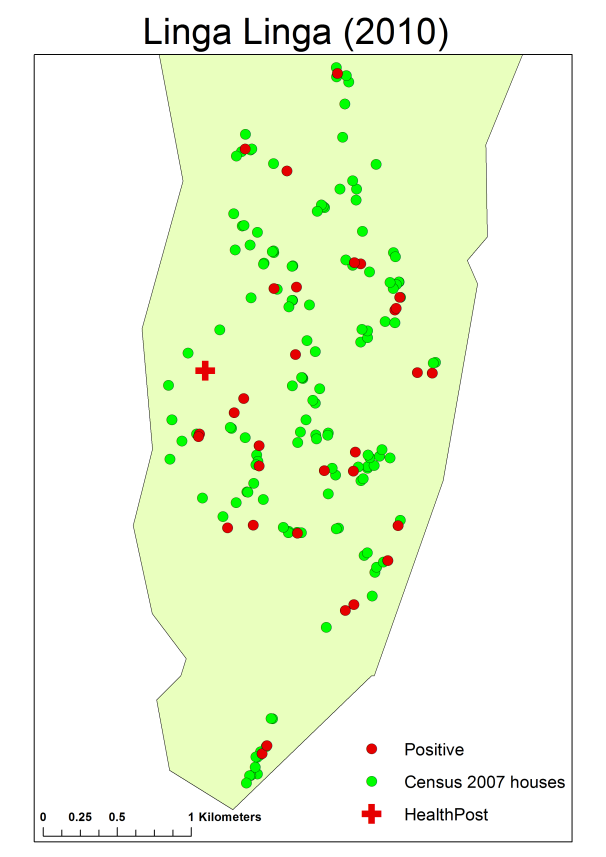 Linga Linga (2010)
Positive
Census 2007 houses
HealthPost
0 0.25 0.5 1 Kilometers